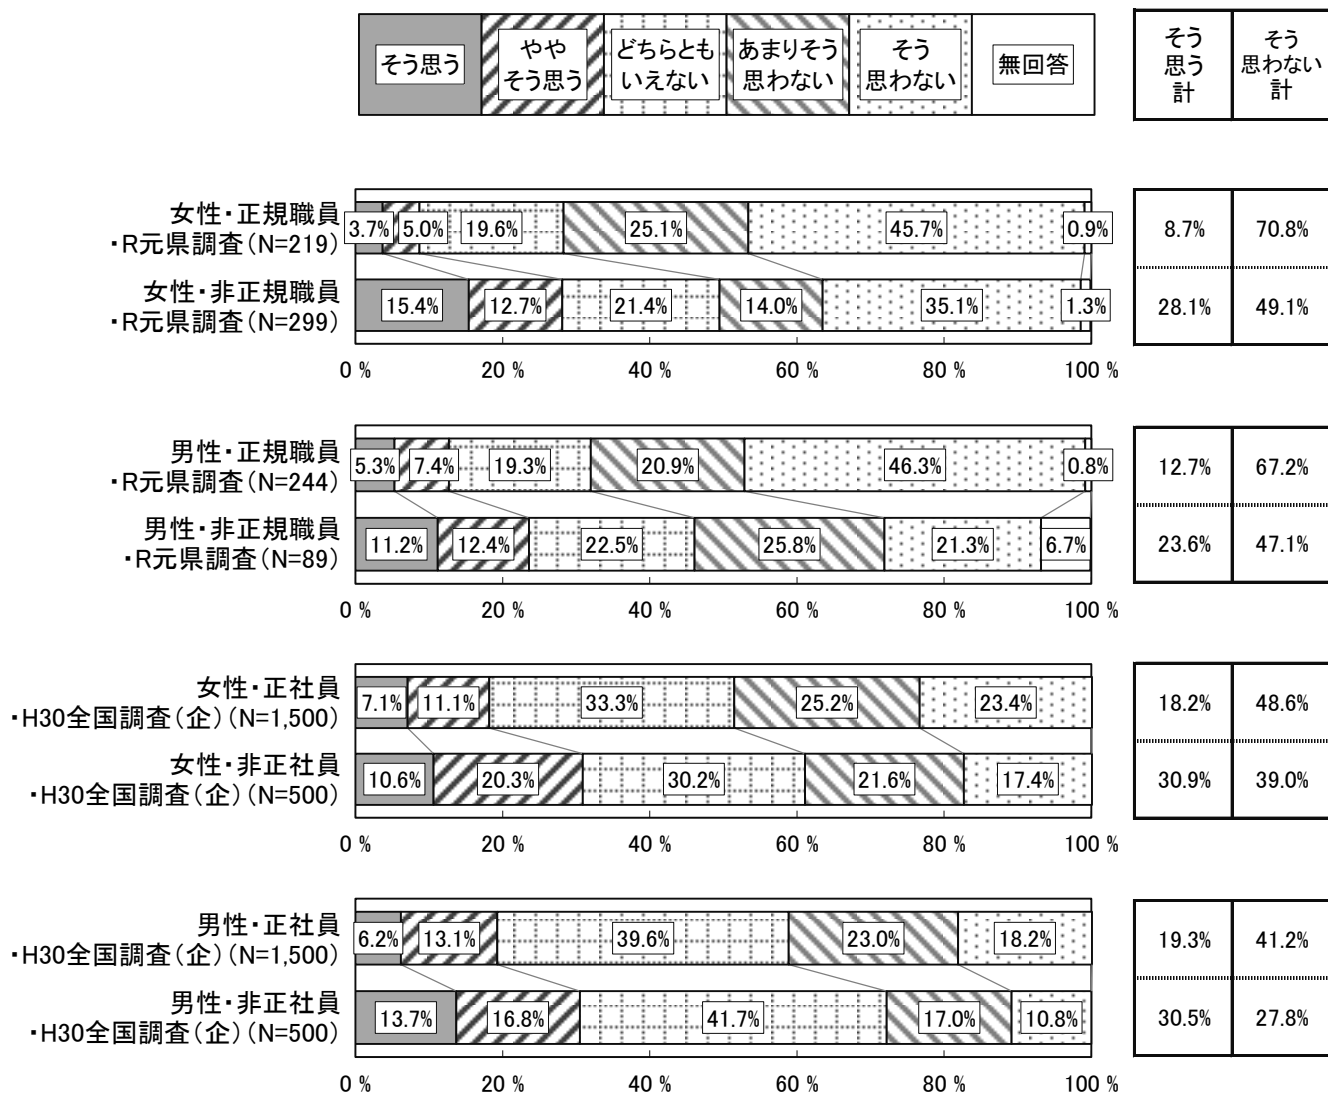 そう思う
やや
そう思う
どちらとも
いえない
あまりそう
思わない
そう
思わない
無回答
そう
思う
計
そう
思わない
計
女性・正規職員
・R元県調査(N=219)
3.7% 5.0% 19.6% 25.1% 45.7% 0.9% 8.7% 70.8%
女性・非正規職員
・R元県調査(N=299)
15.4% 12.7% 21.4% 14.0% 35.1% 1.3% 28.1% 49.1%
0 % 20 % 40 % 60 % 80 % 100 %
男性・正規職員
・R元県調査(N=244)
5.3% 7.4% 19.3% 20.9% 46.3% 0.8% 12.7% 67.2%
男性・非正規職員
・R元県調査(N=89)
11.2% 12.4% 22.5% 25.8% 21.3% 6.7% 23.6% 47.1%
0 % 20 % 40 % 60 % 80 % 100 %
女性・正社員
・H30全国調査(企)(N=1,500)
7.1% 11.1% 33.3% 25.2% 23.4% 18.2% 48.6%
女性・非正社員
・H30全国調査(企)(N=500)
10.6% 20.3% 30.2% 21.6% 17.4% 30.9% 39.0%
0 % 20 % 40 % 60 % 80 % 100 %
男性・正社員
・H30全国調査(企)(N=1,500)
6.2% 13.1% 39.6% 23.0% 18.2% 19.3% 41.2%
男性・非正社員
・H30全国調査(企)(N=500)
13.7% 16.8% 41.7% 17.0% 10.8% 30.5% 27.8%
0 % 20 % 40 % 60 % 80 % 100 %